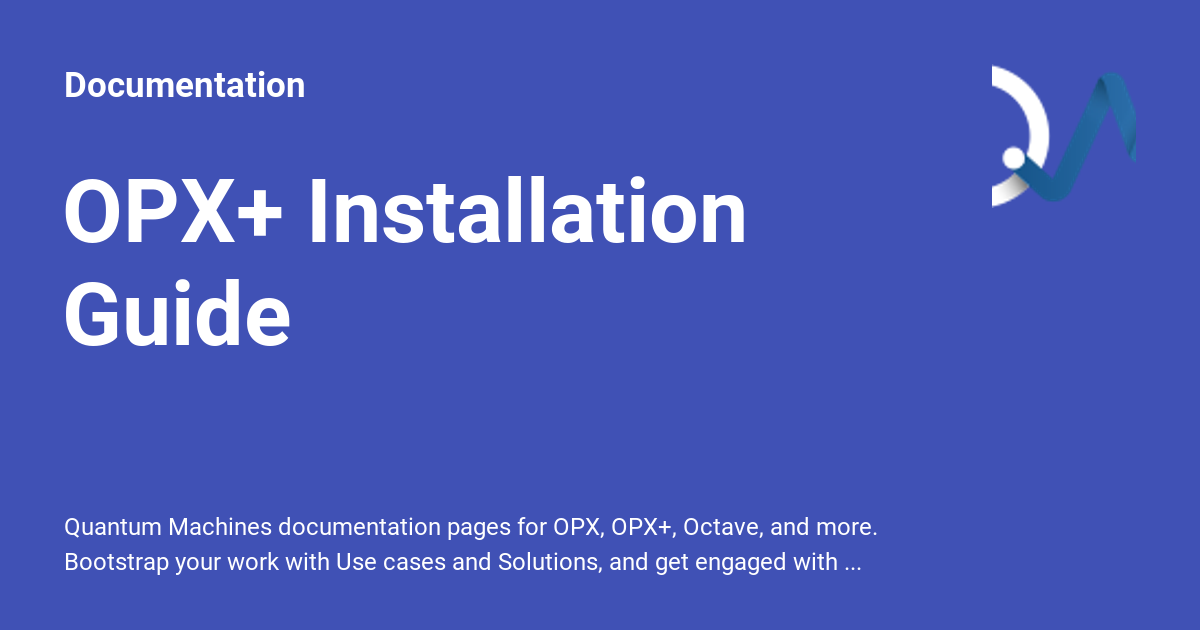 Documentation
OPX+ Installation
Guide
Quantum Machines documentation pages for OPX, OPX+, Octave, and more.
Bootstrap your work with Use cases and Solutions, and get engaged with ...